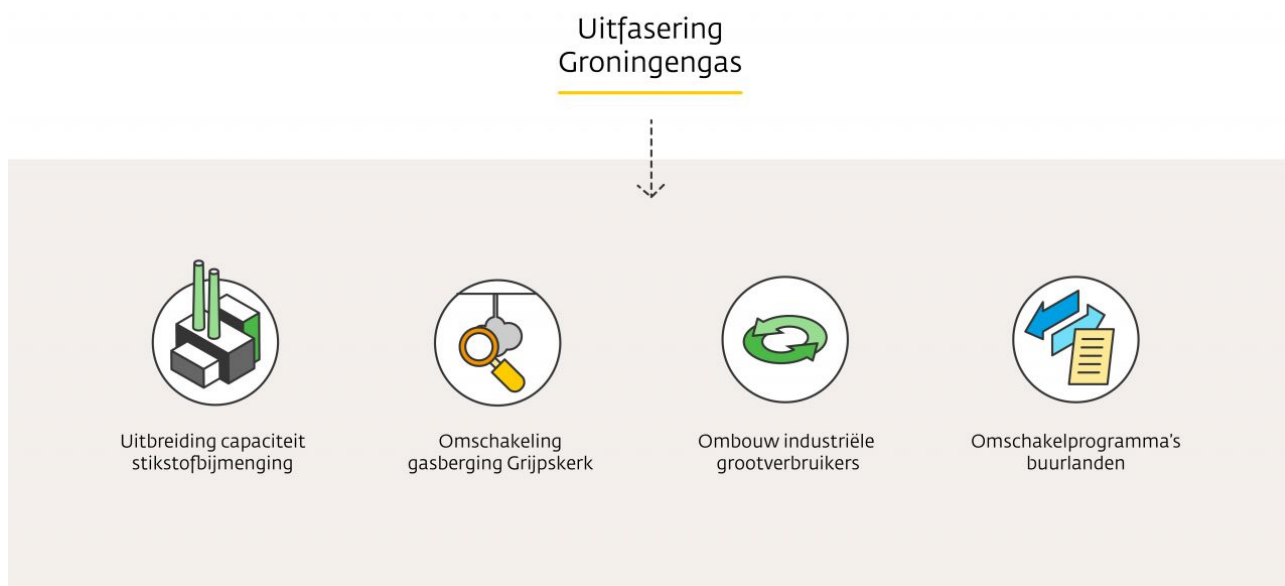 Uitfasering
Groningengas
Uitbreiding capaciteit
stikstofbijmenging
Omschakeling
gasberging Grijpskerk
Ombouw industriële
grootverbruikers
Omschakelprogramma's
buurlanden